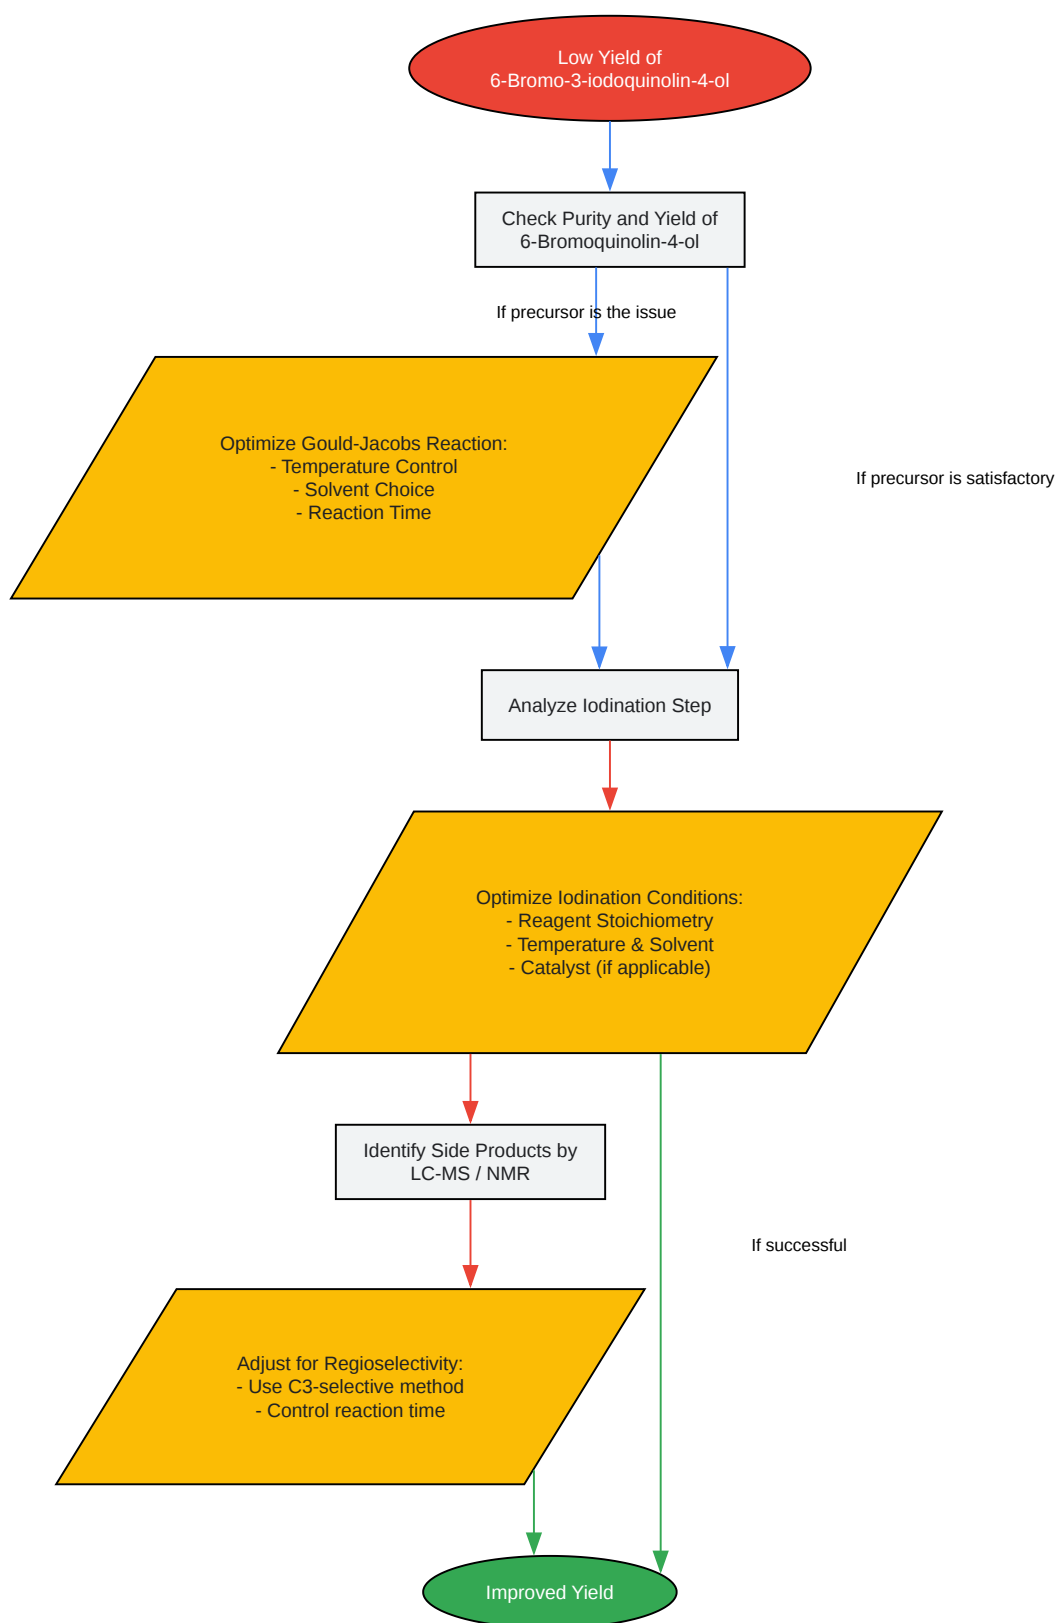 Low Yield of
6-Bromo-3-iodoquinolin-4-ol
Check Purity and Yield of
6-Bromoquinolin-4-ol
If precursor is the issue
Optimize Gould-Jacobs Reaction:
- Temperature Control
- Solvent Choice
- Reaction Time
If precursor is satisfactory
Analyze Iodination Step
Optimize Iodination Conditions:
- Reagent Stoichiometry
- Temperature & Solvent
- Catalyst (if applicable)
Identify Side Products by
LC-MS / NMR
If successful
Adjust for Regioselectivity:
- Use C3-selective method
- Control reaction time
Improved Yield